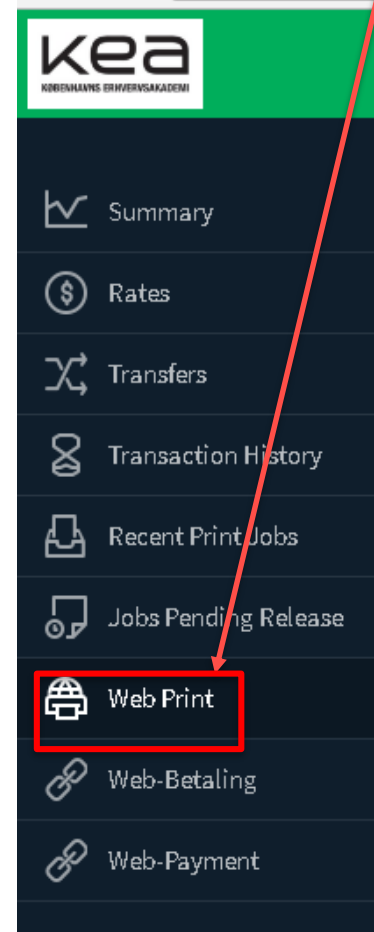 kea
KØBENHAVNS ERHVERVSAKADEMI
Summary
Rates
Transfers
Transaction History
Recent Print Jobs
Jobs Pending Release
Web Print
Web-Betaling
Web-Payment